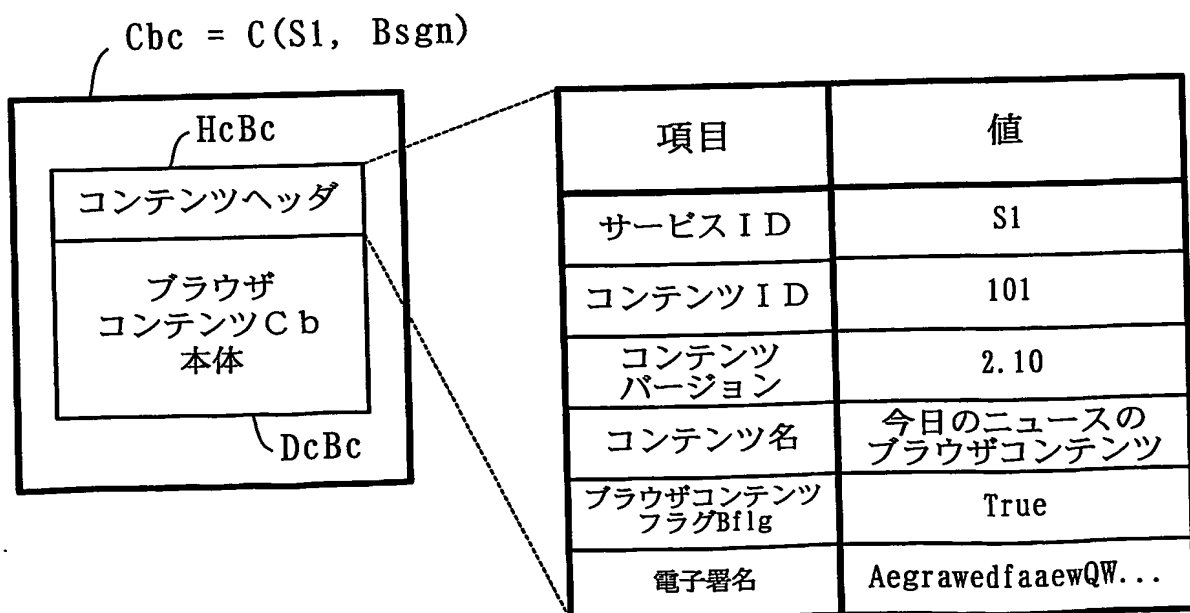 Cbc = C(S1, Bsgn)
HcBc
コンテンツヘッダ
ブラウザ
コンテンツCb
本体
DcBc
項目
値
サービスID
S1
コンテンツID
101
コンテンツ
バージョン
2.10
コンテンツ名
今日のニュースの
ブラウザコンテンツ
ブラウザコンテンツ
フラグBflg
True
電子署名
AegrawedfaaewQW...